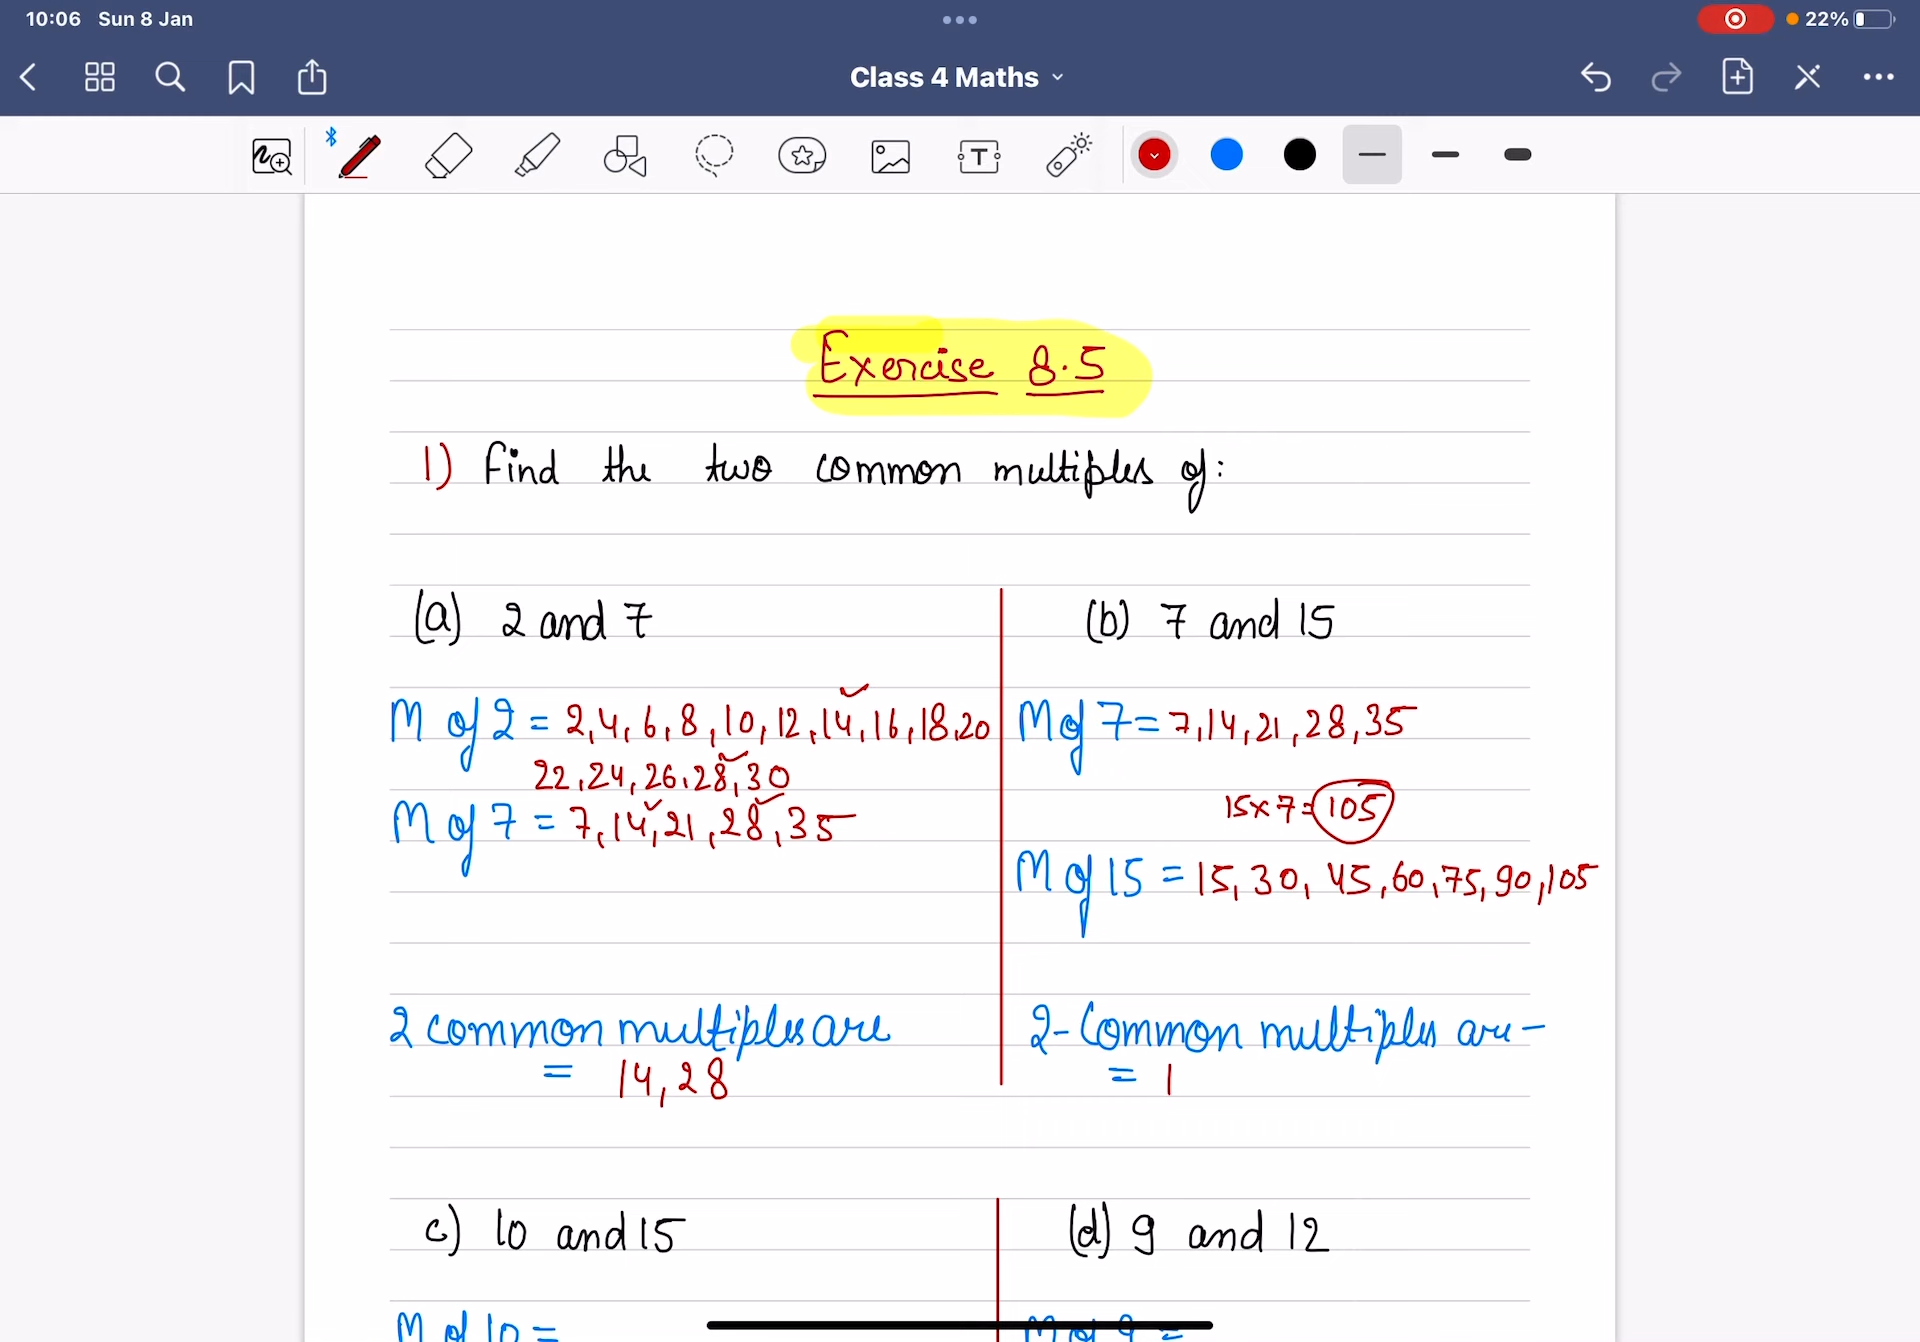 10:06 Sun 8 Jan
22%
Class 4 Maths
T
Exercise 8.5
1) Find the two common multiples of:
(a) 2 and 7
M of 2 = 2,4,6,8,10,12,14,16,18,20
22,24,26,28,30
M of 7 = 7,14,21,28,35
2 common multiples are
= 14,28
(b) 7 and 15
M of 7 = 7,14,21,28,35
15×7=105
M of 15 = 15,30,45,60,75,90,105
2-Common multiples are-
= 1
c) 10 and 15
M of 10 =
(d) 9 and 12
M of 9 =